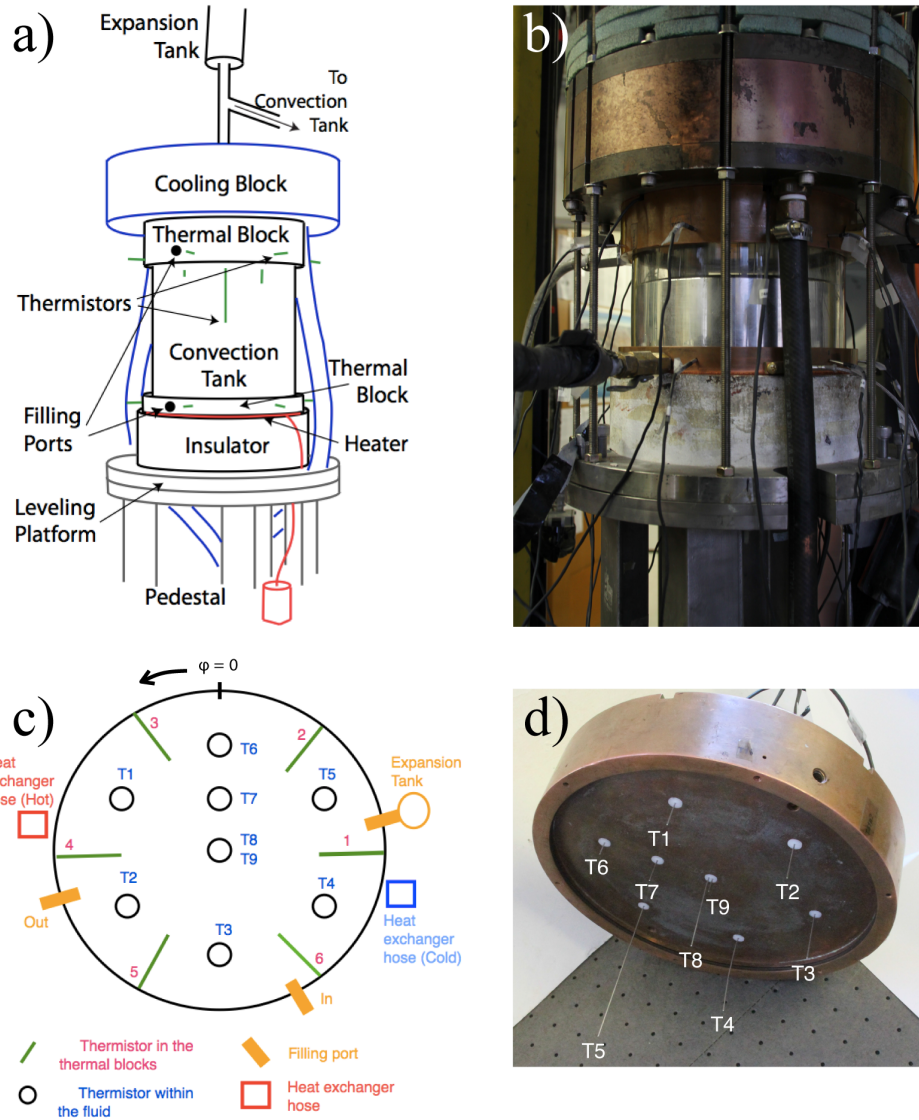 a)
Expansion
Tank
To
Convection
Tank
Cooling Block
Thermal Block
Thermistors
Convection
Tank
Thermal
Block
Filling
Ports
Insulator
Heater
Leveling
Platform
Pedestal
b)
c)
φ = 0
3
2
T6
T1
T7
T5
Expansion
Tank
eat
xchanger
ose (Hot)
4
T8
T9
1
T2
T4
Out
T3
Heat
exchanger
hose (Cold)
5
6
In
Thermistor in the
thermal blocks
Filling port
Thermistor within
the fluid
Heat exchanger
hose
d)
T1
T6
T7
T9
T2
T8
T3
T4
T5